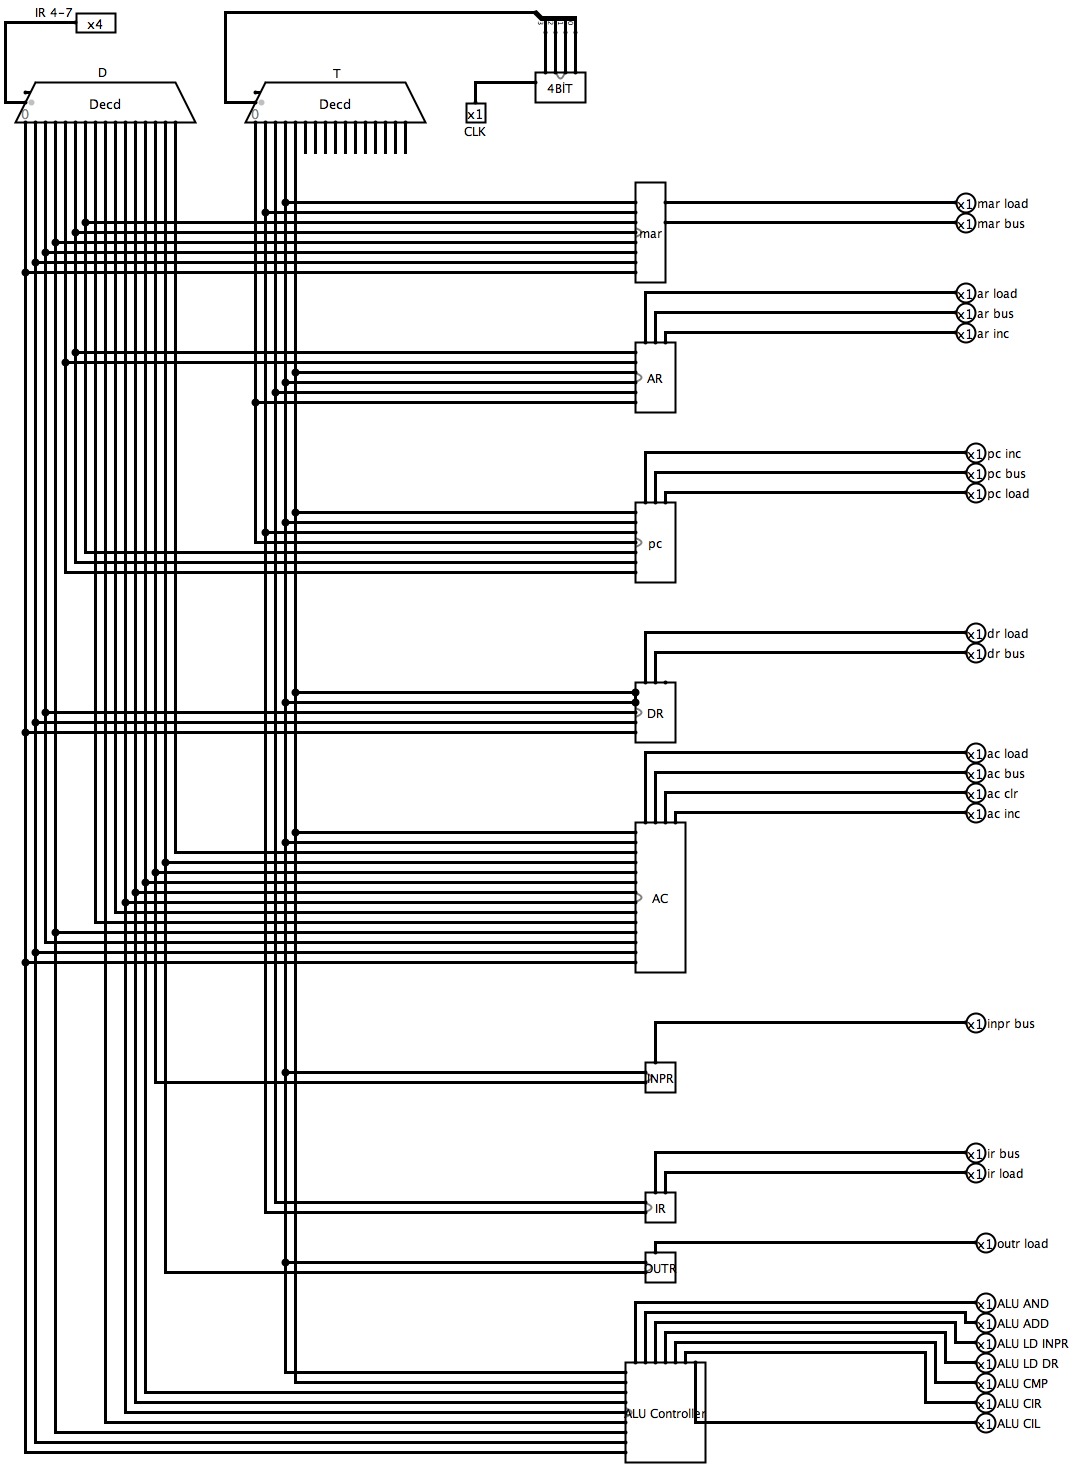 IR 4-7
x4
D
T
Decd
0
Decd
0
4BİT
x1
CLK
mar
x1 mar load
x1 mar bus
x1 ar load
x1 ar bus
x1 ar inc
AR
x1 pc inc
x1 pc bus
x1 pc load
pc
x1 dr load
x1 dr bus
DR
x1 ac load
x1 ac bus
x1 ac clr
x1 ac inc
AC
x1 inpr bus
INPR
x1 ir bus
x1 ir load
IR
x1 outr load
OUTR
x1 ALU AND
x1 ALU ADD
x1 ALU LD INPR
x1 ALU LD DR
x1 ALU CMP
x1 ALU CIR
x1 ALU CIL
ALU Controller